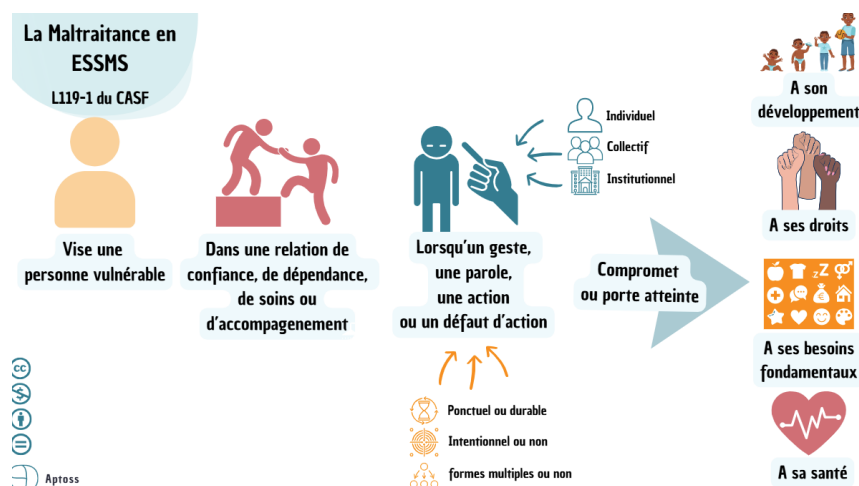 La Maltraitance en
ESSMS
L119-1 du CASF
Vise une
personne vulnérable
Dans une relation de
confiance, de dépendance,
de soins ou
d'accompagenement
Lorsqu'un geste,
une parole,
une action
ou un défaut d'action
Individuel
Collectif
Institutionnel
Ponctuel ou durable
Intentionnel ou non
formes multiples ou non
Compromet
ou porte atteinte
A son
développement
A ses droits
zZ
€
A ses besoins
fondamentaux
A sa santé
cc
$
Aptoss